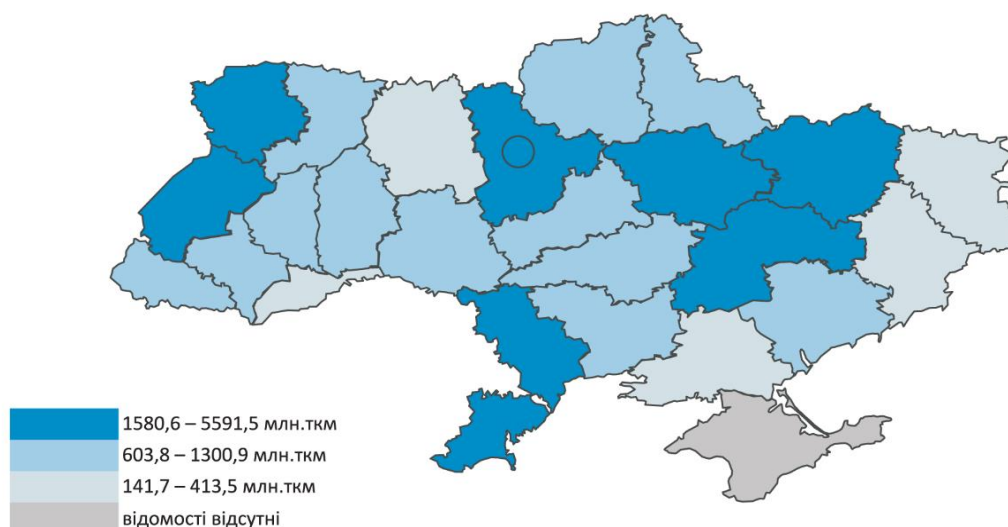 1580,6 – 5591,5 млн.ткм
603,8 – 1300,9 млн.ткм
141,7 – 413,5 млн.ткм
відомості відсутні